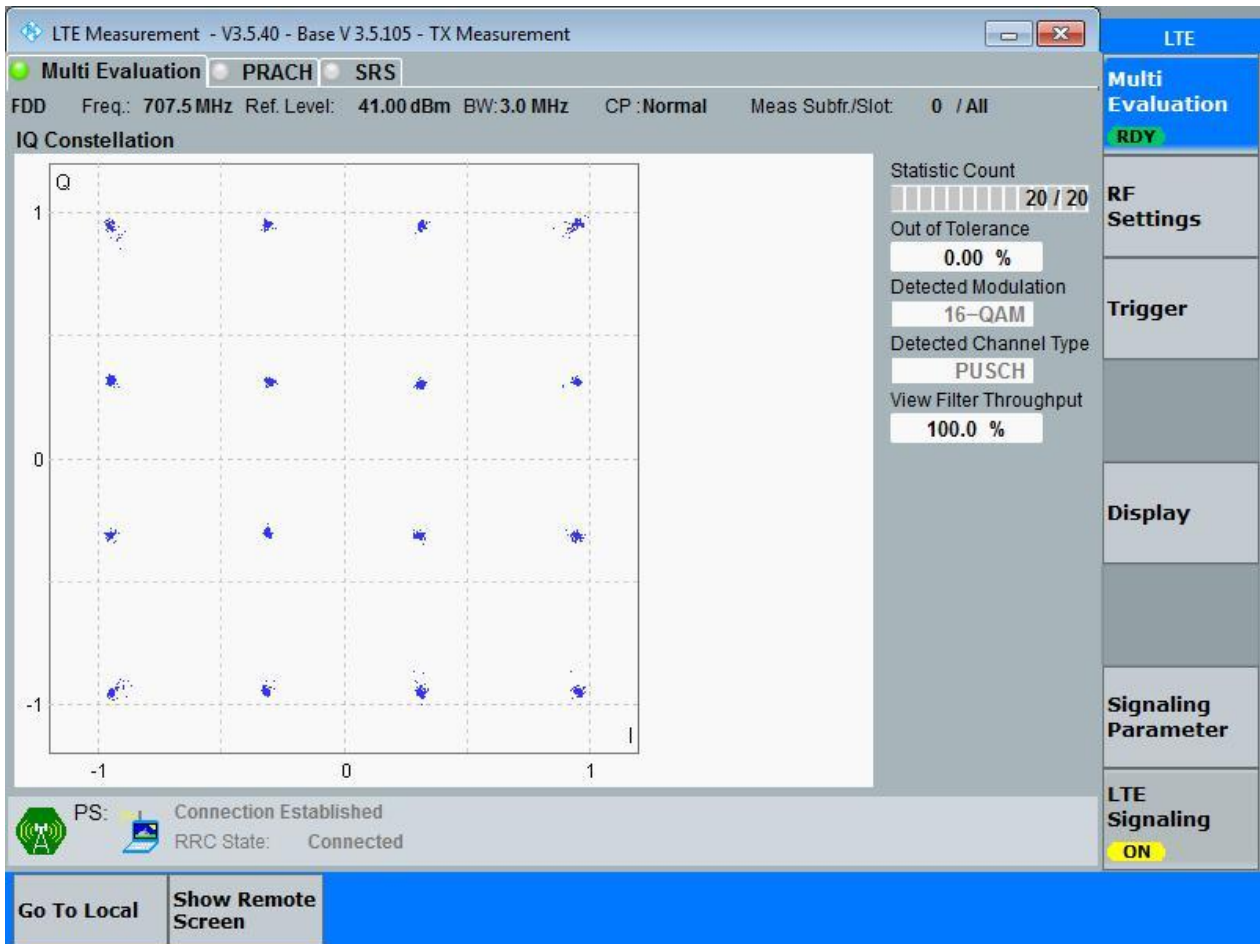 LTE Measurement - V3.5.40 - Base V 3.5.105 - TX Measurement
LTE
Multi Evaluation PRACH SRS
Multi
Evaluation
RDY
FDD Freq.: 707.5 MHz Ref. Level: 41.00 dBm BW: 3.0 MHz CP : Normal Meas Subfr./Slot: 0 / All
IQ Constellation
Q
1
0
-1
I
-1 0 1
Statistic Count
20 / 20
Out of Tolerance
0.00 %
Detected Modulation
16-QAM
Detected Channel Type
PUSCH
View Filter Throughput
100.0 %
RF
Settings
Trigger
Display
Signaling
Parameter
LTE
Signaling
ON
PS: Connection Established
RRC State: Connected
Go To Local
Show Remote
Screen